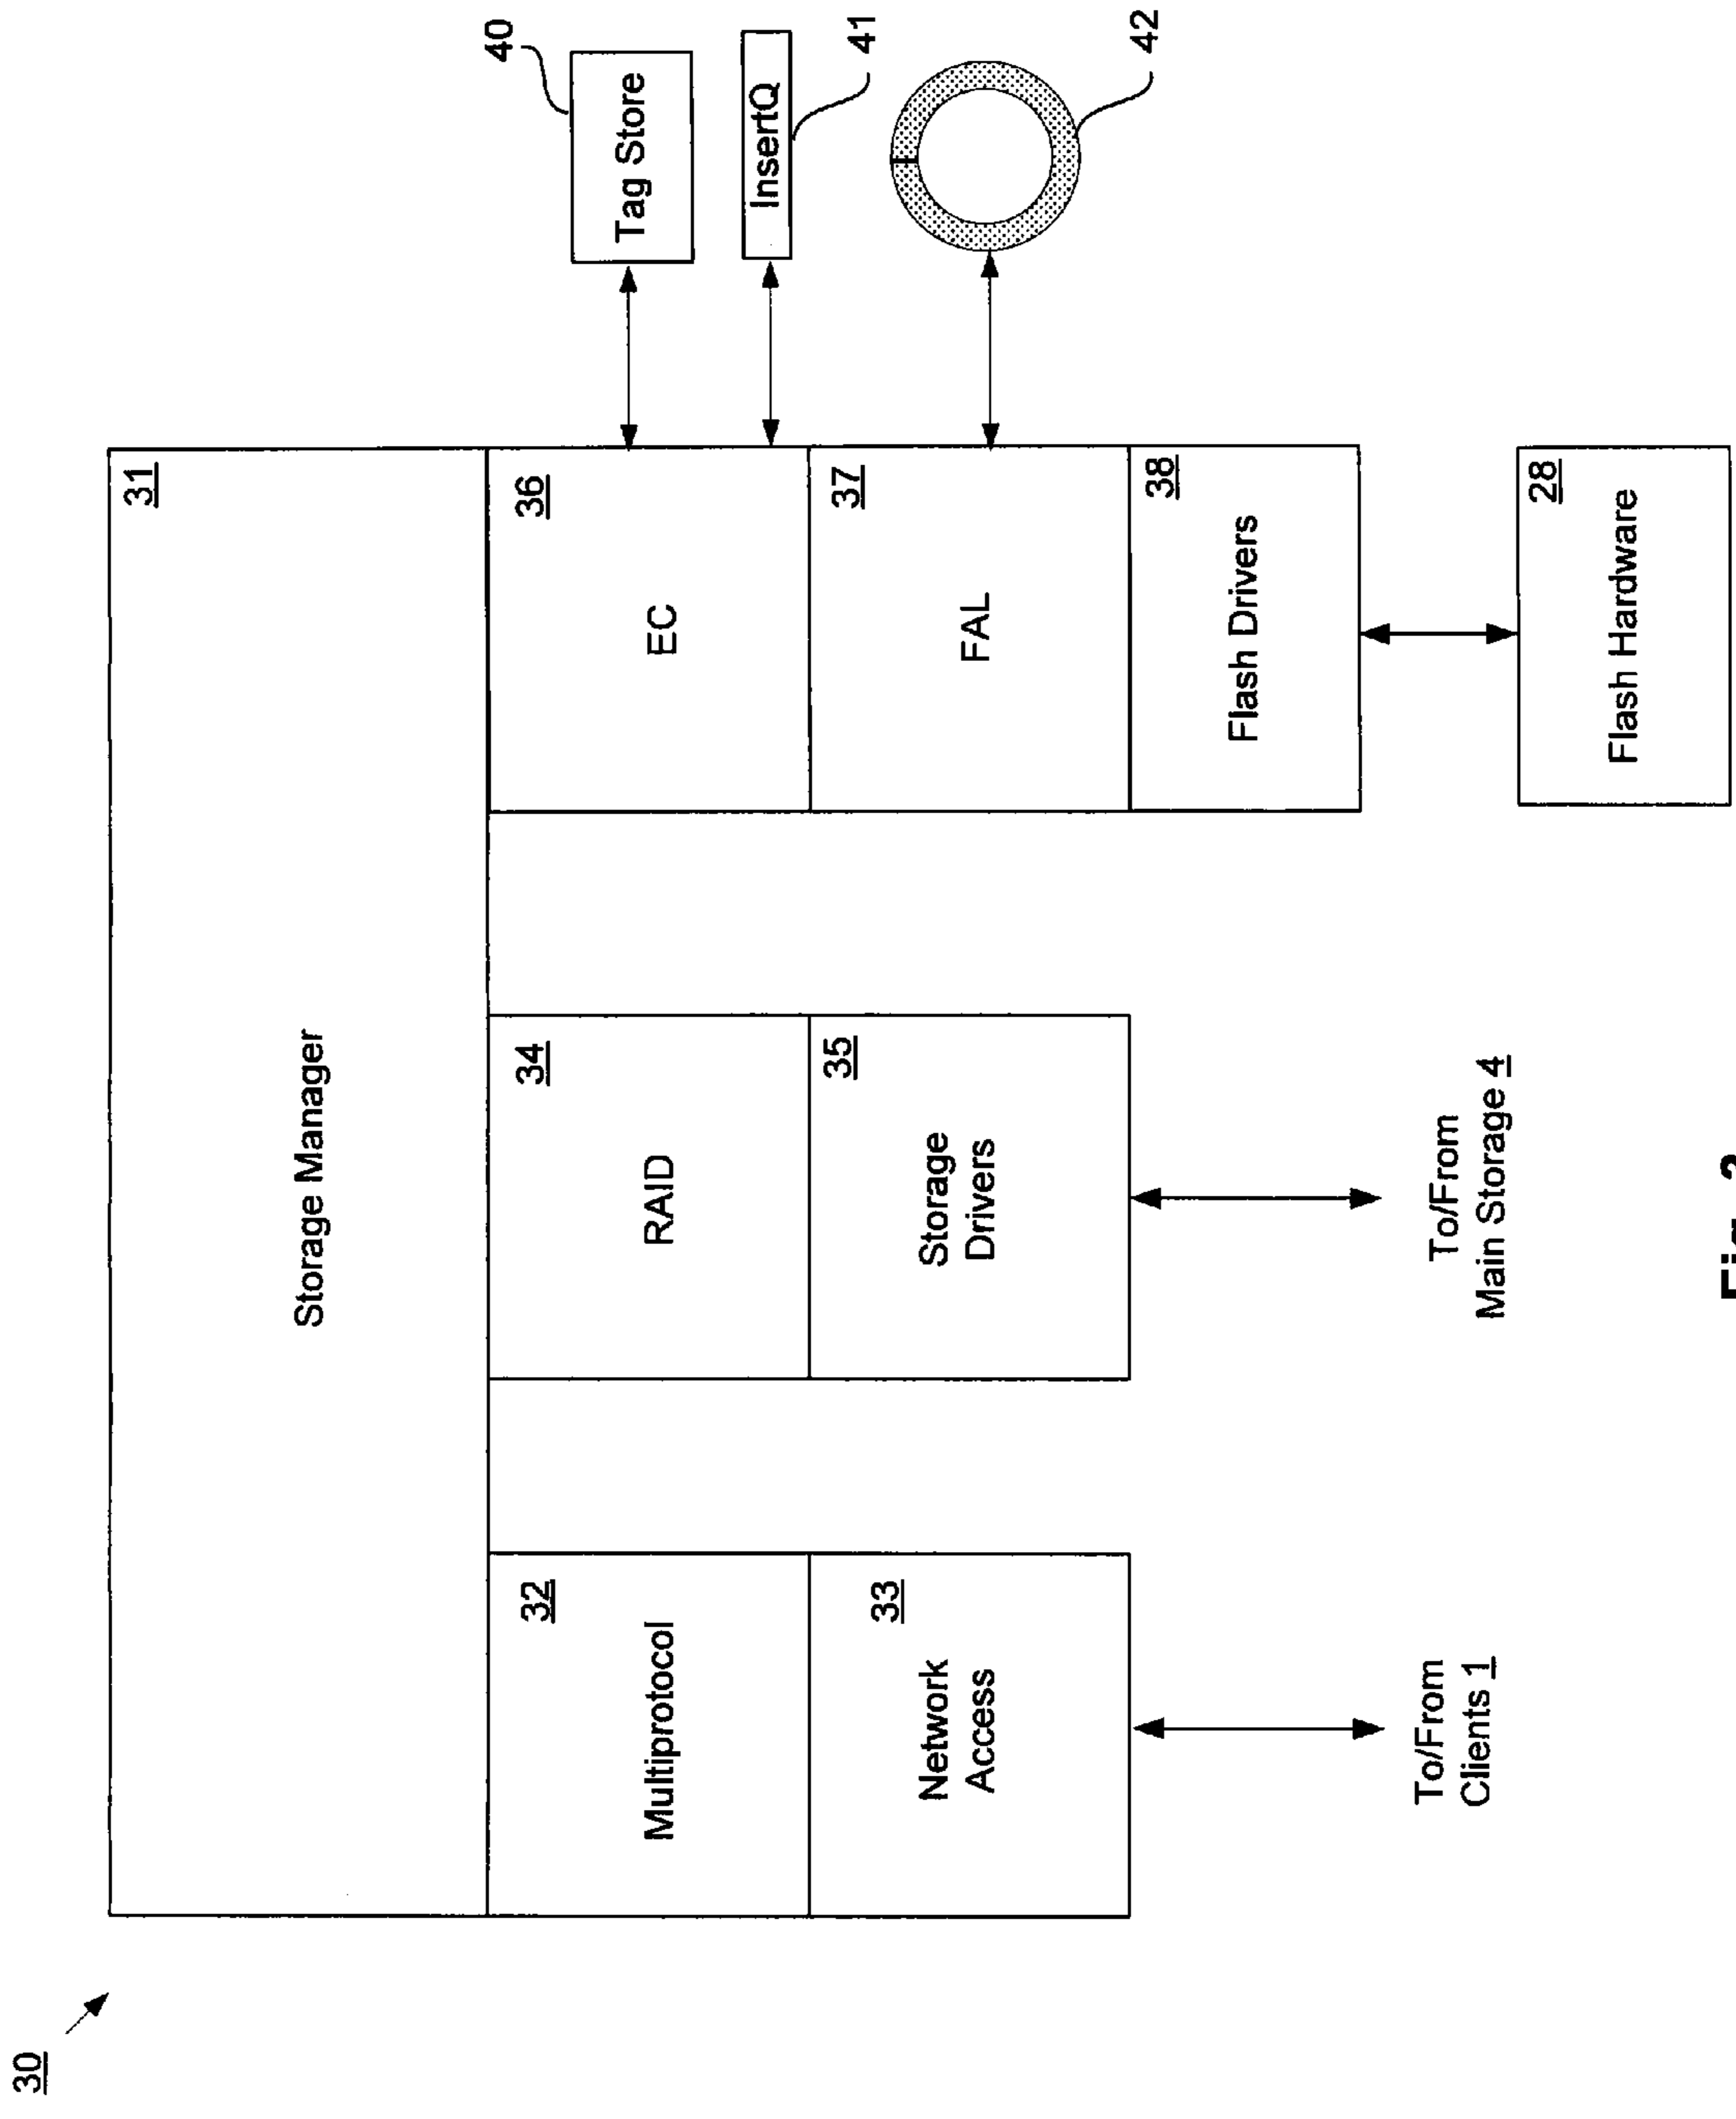 30
31
Storage Manager
32
Multiprotocol
33
Network
Access
To/From
Clients 1
34
RAID
35
Storage
Drivers
To/From
Main Storage 4
36
EC
37
FAL
38
Flash Drivers
28
Flash Hardware
40
Tag Store
InsertQ
41
42